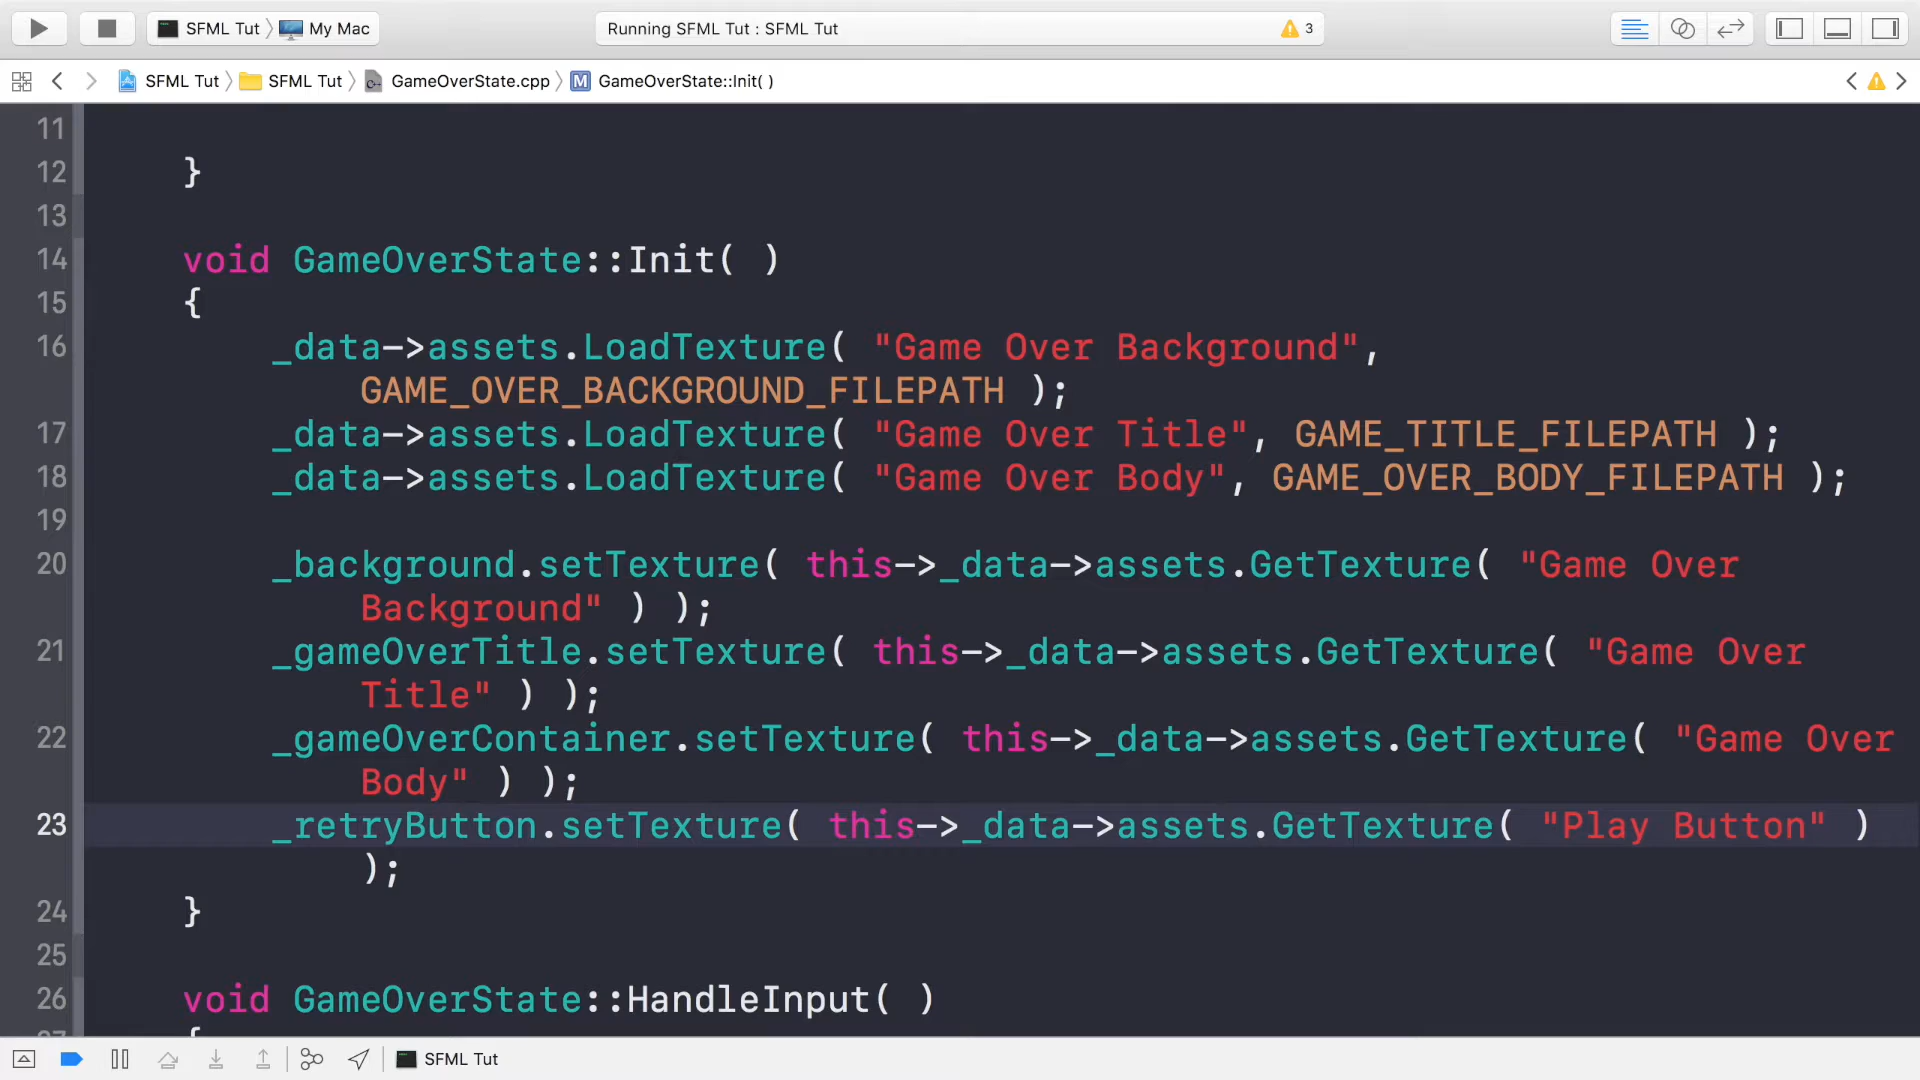 SFML Tut My Mac Running SFML Tut : SFML Tut 3
SFML Tut SFML Tut GameOverState.cpp M GameOverState::Init( )
11
12 }
13
14 void GameOverState::Init( )
15 {
16 _data->assets.LoadTexture( "Game Over Background",
GAME_OVER_BACKGROUND_FILEPATH );
17 _data->assets.LoadTexture( "Game Over Title", GAME_TITLE_FILEPATH );
18 _data->assets.LoadTexture( "Game Over Body", GAME_OVER_BODY_FILEPATH );
19
20 _background.setTexture( this->_data->assets.GetTexture( "Game Over
Background" ) );
21 _gameOverTitle.setTexture( this->_data->assets.GetTexture( "Game Over
Title" ) );
22 _gameOverContainer.setTexture( this->_data->assets.GetTexture( "Game Over
Body" ) );
23 _retryButton.setTexture( this->_data->assets.GetTexture( "Play Button" )
);
24 }
25
26 void GameOverState::HandleInput( )
27 {
SFML Tut